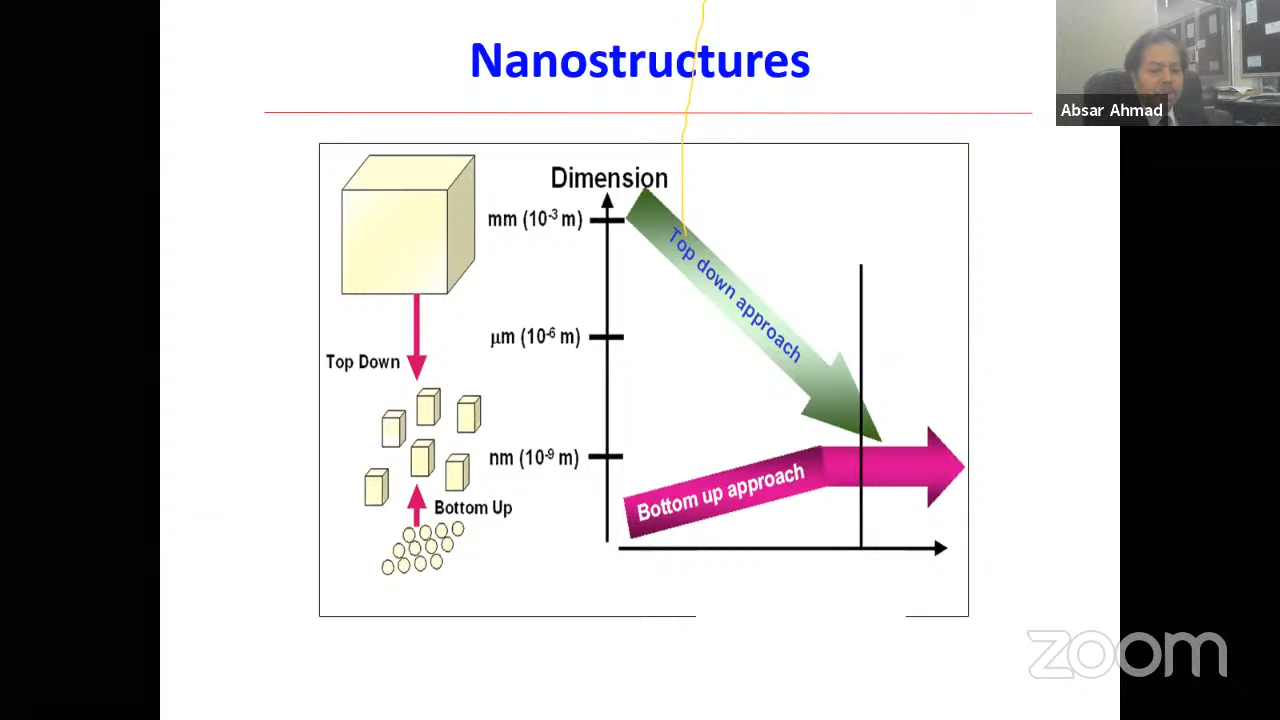 Nanostructures
Absar Ahmad
Dimension
mm (10-3 m)
Top down approach
μm (10-6 m)
Top Down
nm (10-9 m)
Bottom up approach
Bottom Up
zoom